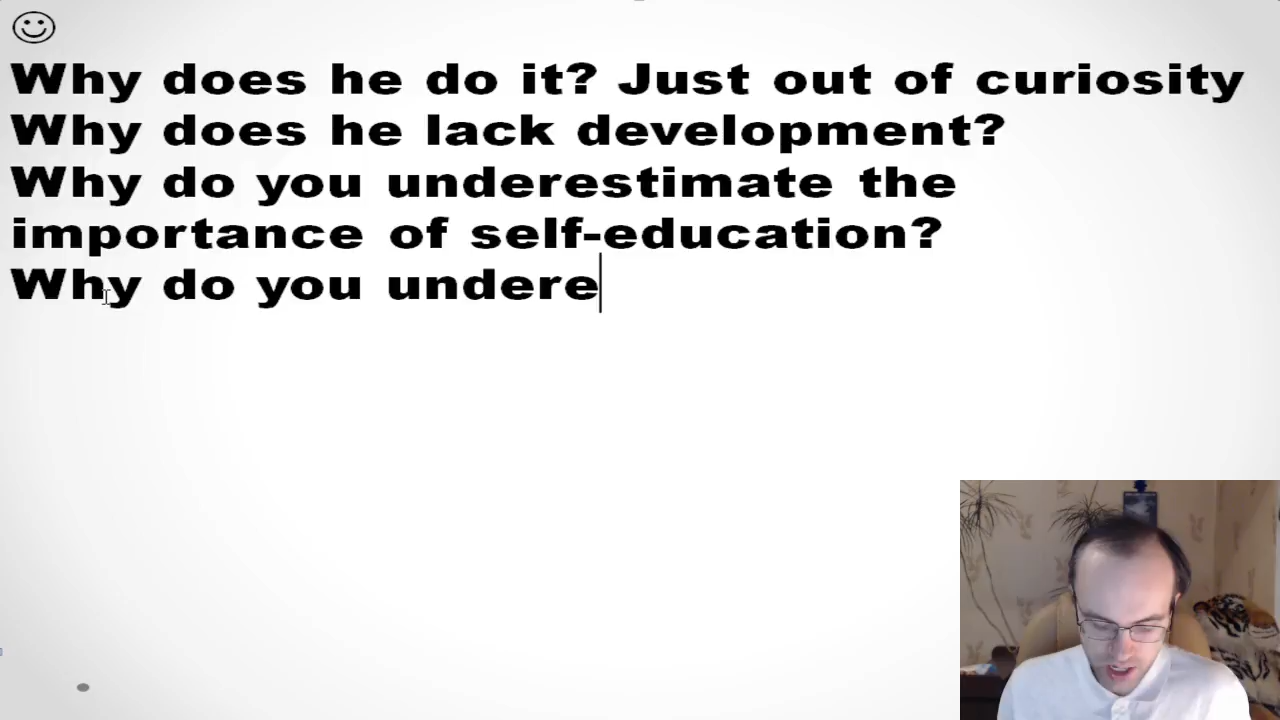 Why does he do it? Just out of curiosity
Why does he lack development?
Why do you underestimate the
importance of self-education?
Why do you undere